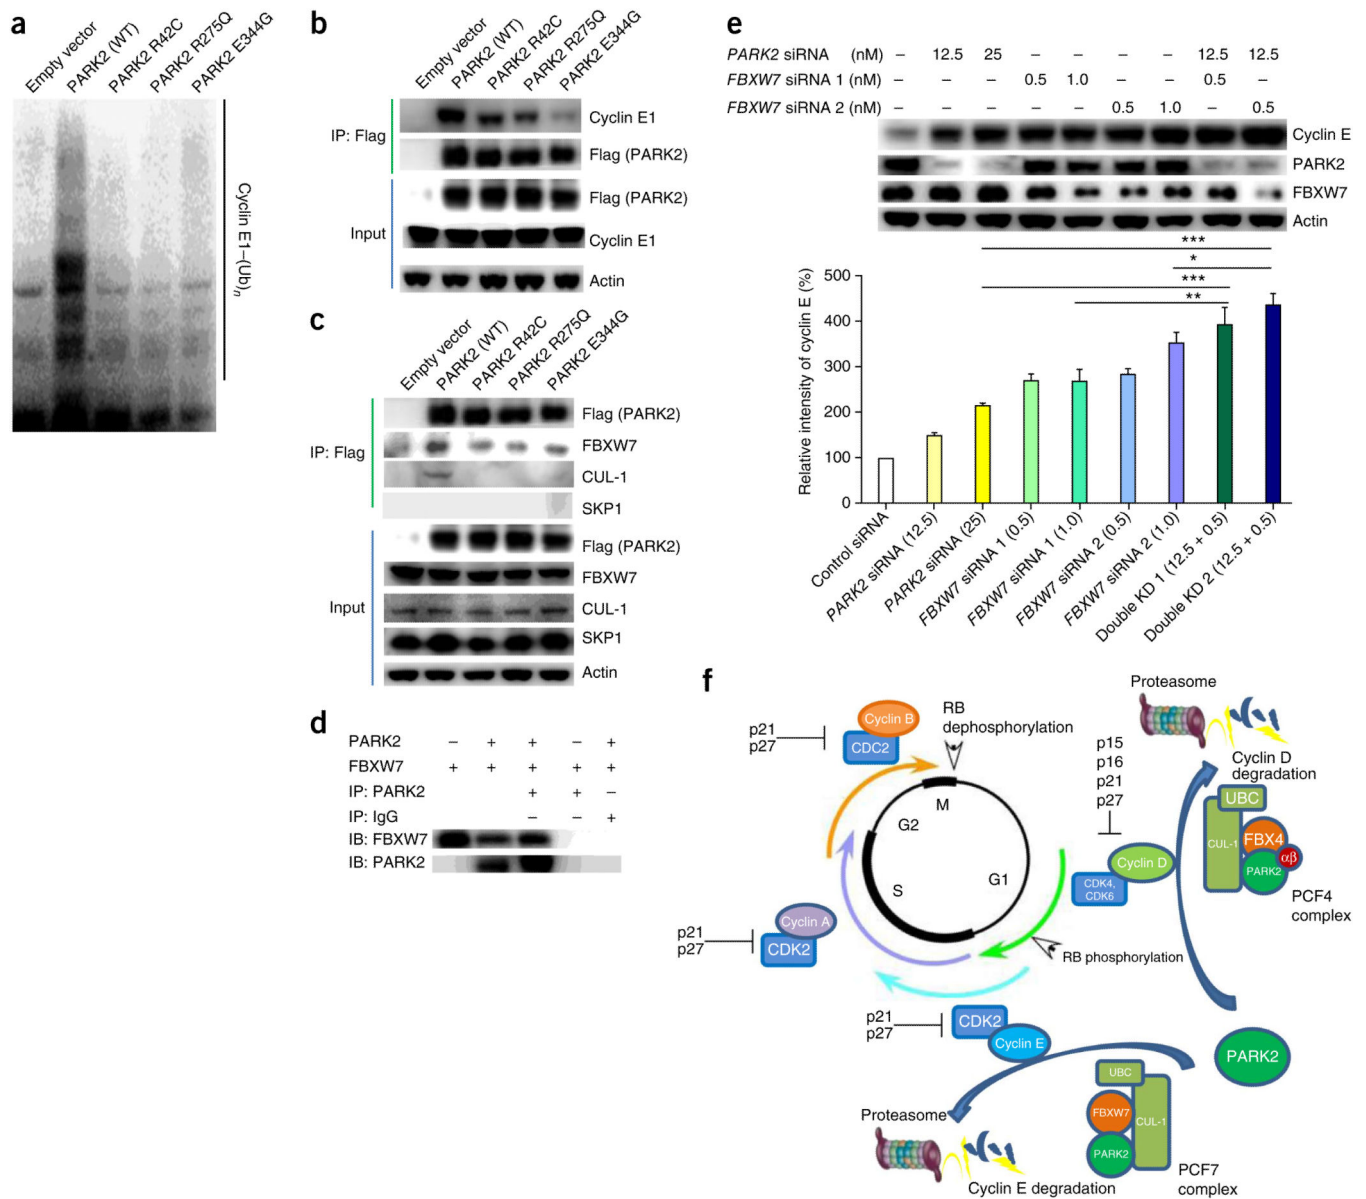 a
Empty vector
PARK2 (WT)
PARK2 R42C
PARK2 R275Q
PARK2 E344G
Cyclin E1–(Ub)n
b
Empty vector
PARK2 (WT)
PARK2 R42C
PARK2 R275Q
PARK2 E344G
IP: Flag
Cyclin E1
Flag (PARK2)
Input
Flag (PARK2)
Cyclin E1
Actin
c
Empty vector
PARK2 (WT)
PARK2 R42C
PARK2 R275Q
PARK2 E344G
IP: Flag
Flag (PARK2)
FBXW7
CUL-1
SKP1
Input
Flag (PARK2)
FBXW7
CUL-1
SKP1
Actin
d
PARK2 – + + – +
FBXW7 + + + + +
IP: PARK2 + + –
IP: IgG – – +
IB: FBXW7
IB: PARK2
e
PARK2 siRNA (nM) – 12.5 25 – – – – 12.5 12.5
FBXW7 siRNA 1 (nM) – – – 0.5 1.0 – – 0.5 –
FBXW7 siRNA 2 (nM) – – – – – 0.5 1.0 – 0.5
Cyclin E
PARK2
FBXW7
Actin
***
*
***
**
Relative intensity of cyclin E (%)
500
400
300
200
100
0
Control siRNA
PARK2 siRNA (12.5)
PARK2 siRNA (25)
FBXW7 siRNA 1 (0.5)
FBXW7 siRNA 1 (1.0)
FBXW7 siRNA 2 (0.5)
FBXW7 siRNA 2 (1.0)
Double KD 1 (12.5 + 0.5)
Double KD 2 (12.5 + 0.5)
f
p21
p27
Cyclin B
CDC2
RB
dephosphorylation
M
G2
S
G1
p15
p16
p21
p27
Cyclin D
CDK4,
CDK6
Proteasome
Cyclin D
degradation
UBC
CUL-1
FBX4
PARK2
αβ
PCF4
complex
p21
p27
Cyclin A
CDK2
RB phosphorylation
p21
p27
CDK2
Cyclin E
PARK2
Proteasome
Cyclin E degradation
UBC
FBXW7
CUL-1
PARK2
PCF7
complex